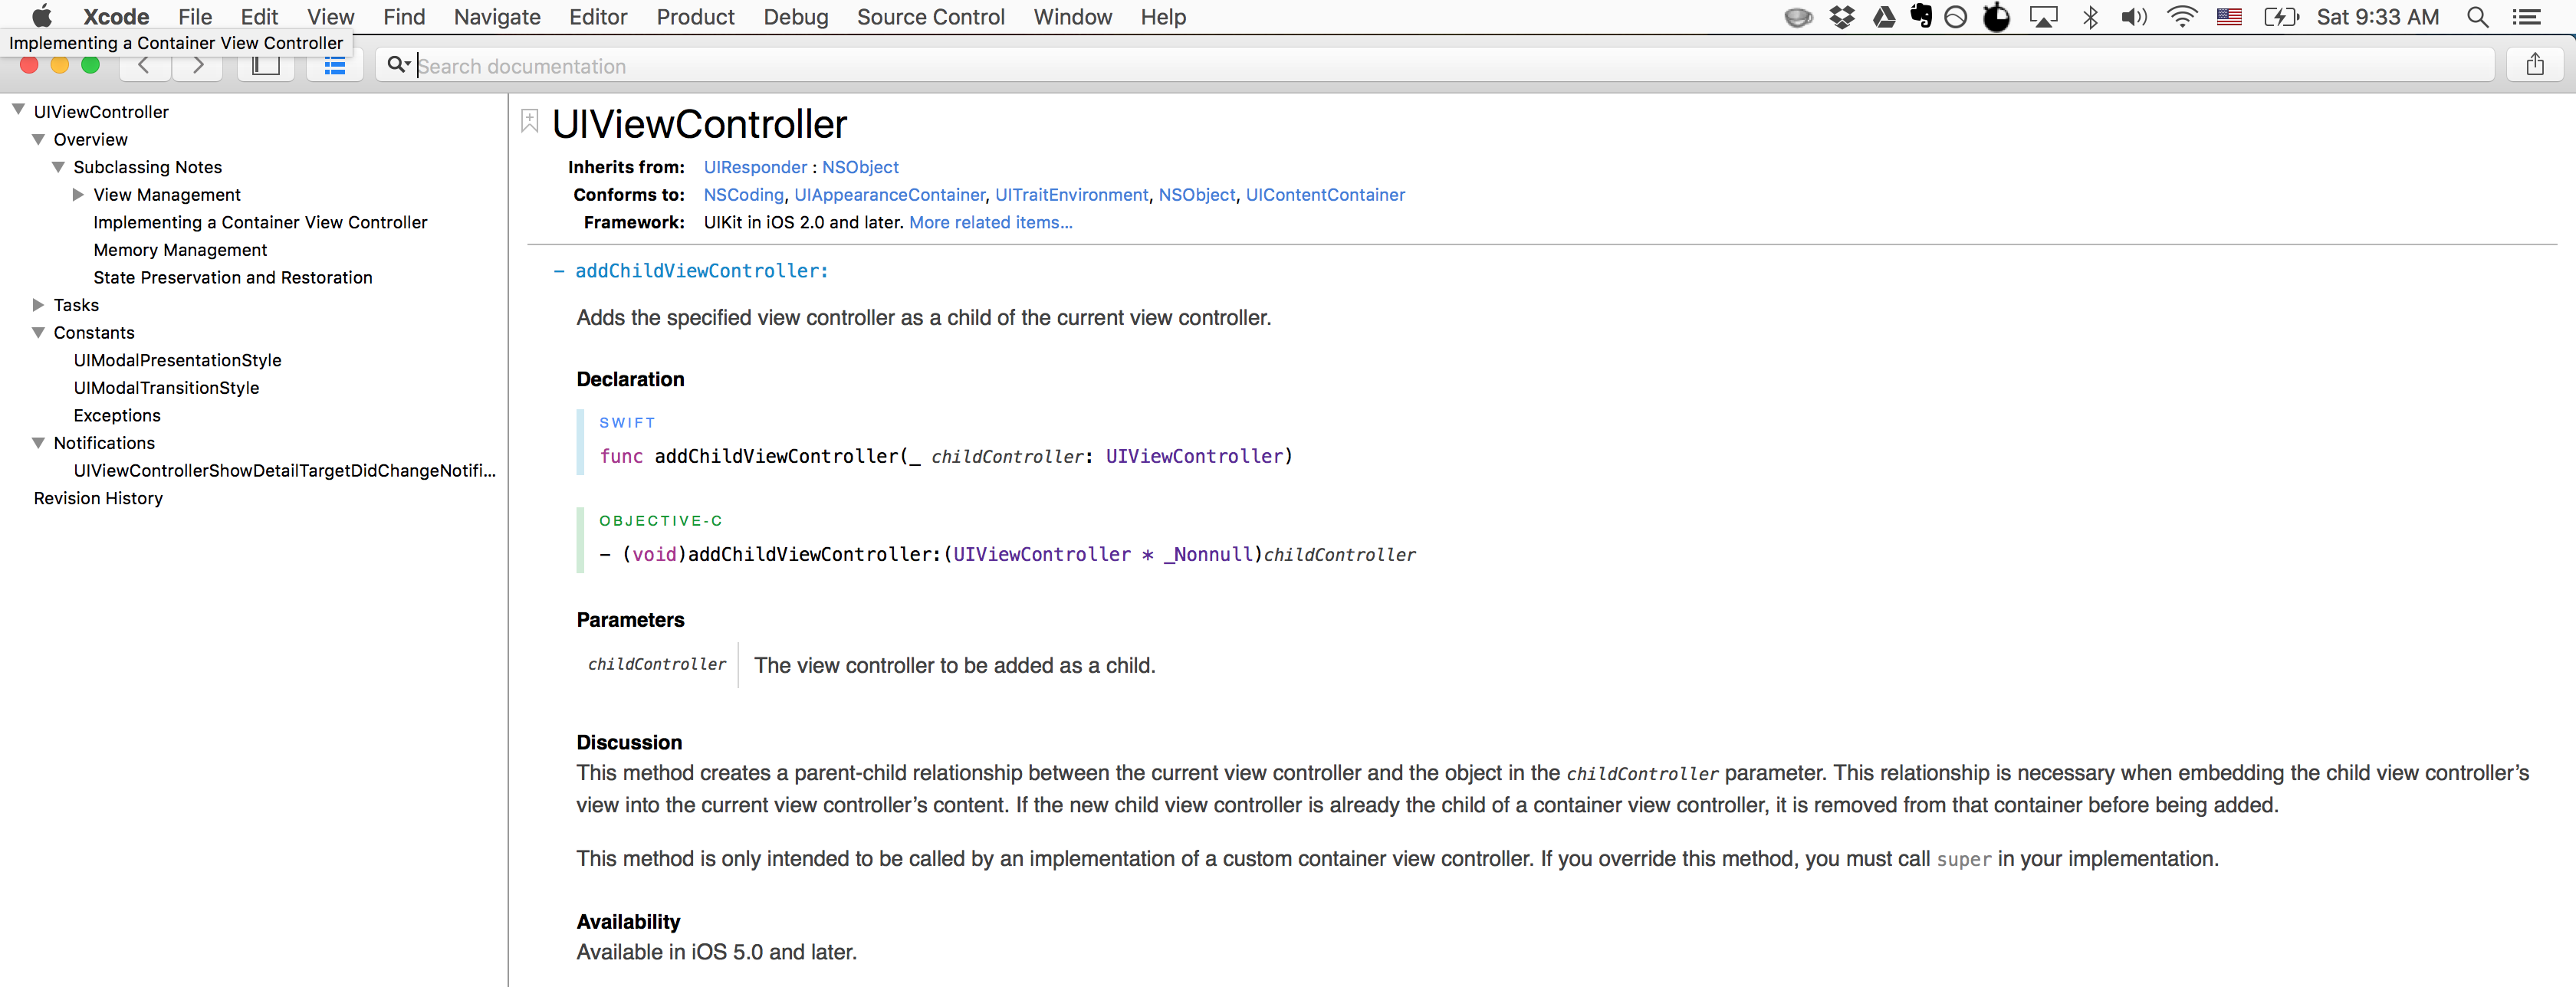 Xcode File Edit View Find Navigate Editor Product Debug Source Control Window Help Sat 9:33 AM
Implementing a Container View Controller
Search documentation
UIViewController
Overview
Subclassing Notes
View Management
Implementing a Container View Controller
Memory Management
State Preservation and Restoration
Tasks
Constants
UIModalPresentationStyle
UIModalTransitionStyle
Exceptions
Notifications
UIViewControllerShowDetailTargetDidChangeNotifi...
Revision History
UIViewController
Inherits from: UIResponder : NSObject
Conforms to: NSCoding, UIAppearanceContainer, UITraitEnvironment, NSObject, UIContentContainer
Framework: UIKit in iOS 2.0 and later. More related items...
– addChildViewController:
Adds the specified view controller as a child of the current view controller.
Declaration
SWIFT
func addChildViewController(_ childController: UIViewController)
OBJECTIVE-C
- (void)addChildViewController:(UIViewController * _Nonnull)childController
Parameters
childController The view controller to be added as a child.
Discussion
This method creates a parent-child relationship between the current view controller and the object in the childController parameter. This relationship is necessary when embedding the child view controller’s
view into the current view controller’s content. If the new child view controller is already the child of a container view controller, it is removed from that container before being added.
This method is only intended to be called by an implementation of a custom container view controller. If you override this method, you must call super in your implementation.
Availability
Available in iOS 5.0 and later.